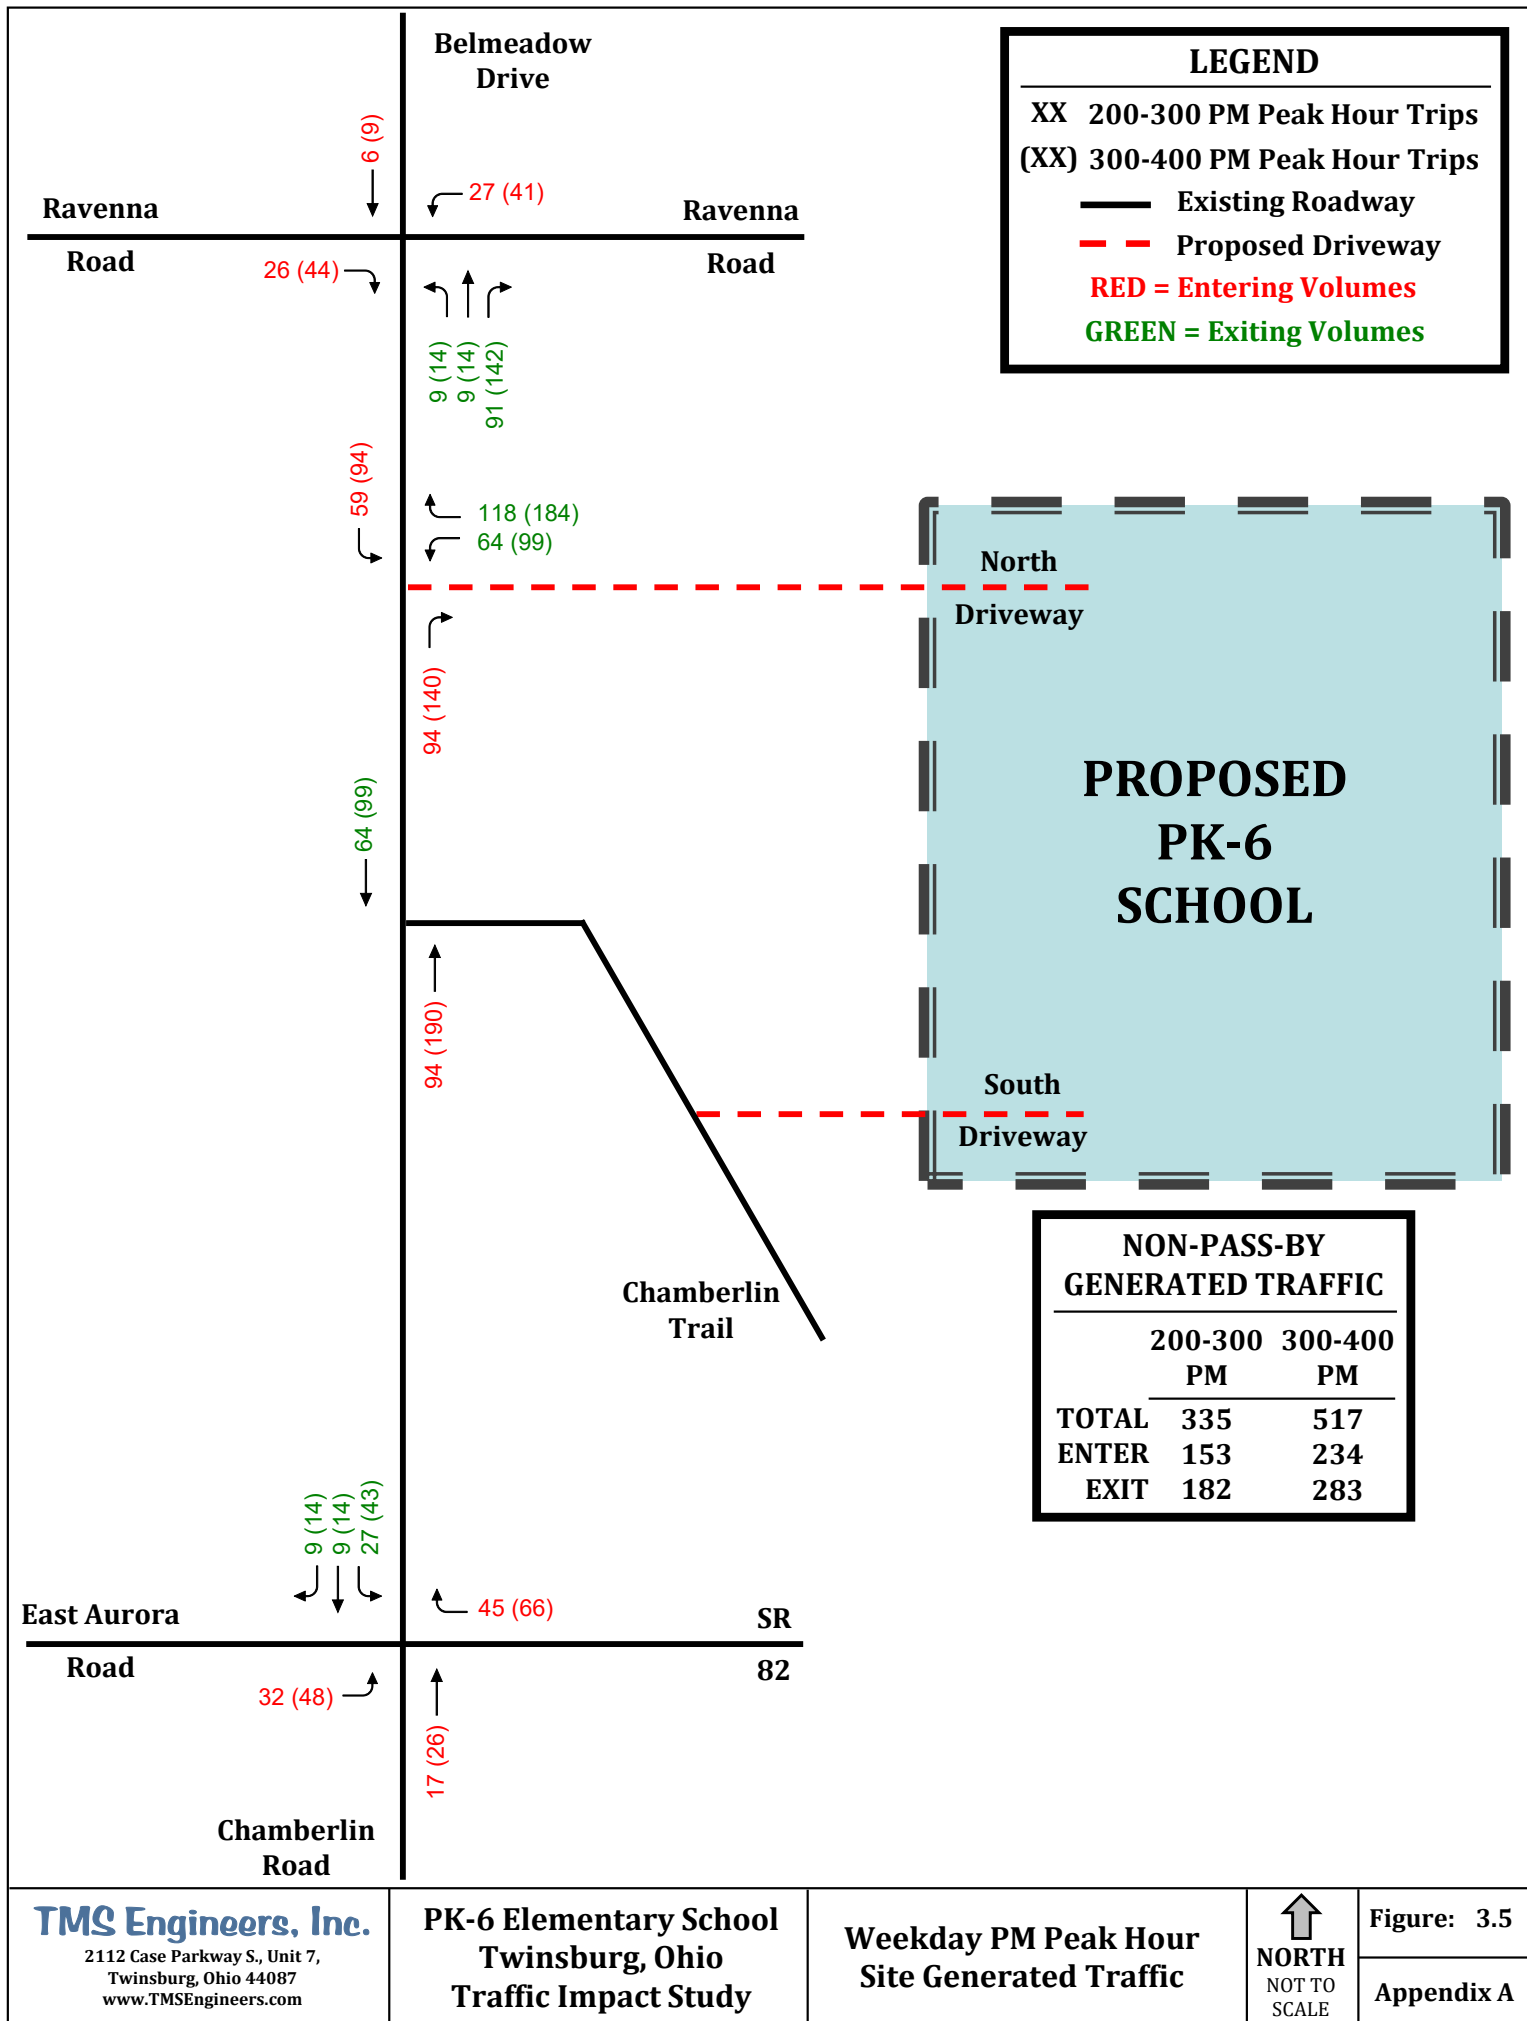 Belmeadow
Drive
LEGEND
XX 200-300 PM Peak Hour Trips
(XX) 300-400 PM Peak Hour Trips
Existing Roadway
Proposed Driveway
RED = Entering Volumes
GREEN = Exiting Volumes
6 (9)
27 (41)
Ravenna
Road
Ravenna
Road
26 (44)
9 (14)
9 (14)
91 (142)
59 (94)
118 (184)
64 (99)
North
Driveway
94 (140)
PROPOSED
PK-6
SCHOOL
64 (99)
94 (190)
South
Driveway
Chamberlin
Trail
NON-PASS-BY
GENERATED TRAFFIC
200-300 300-400
PM PM
TOTAL 335 517
ENTER 153 234
EXIT 182 283
9 (14)
9 (14)
27 (43)
45 (66)
East Aurora
Road
SR
82
32 (48)
17 (26)
Chamberlin
Road
TMS Engineers, Inc.
2112 Case Parkway S., Unit 7,
Twinsburg, Ohio 44087
www.TMSEngineers.com
PK-6 Elementary School
Twinsburg, Ohio
Traffic Impact Study
Weekday PM Peak Hour
Site Generated Traffic
NORTH
NOT TO
SCALE
Figure: 3.5
Appendix A